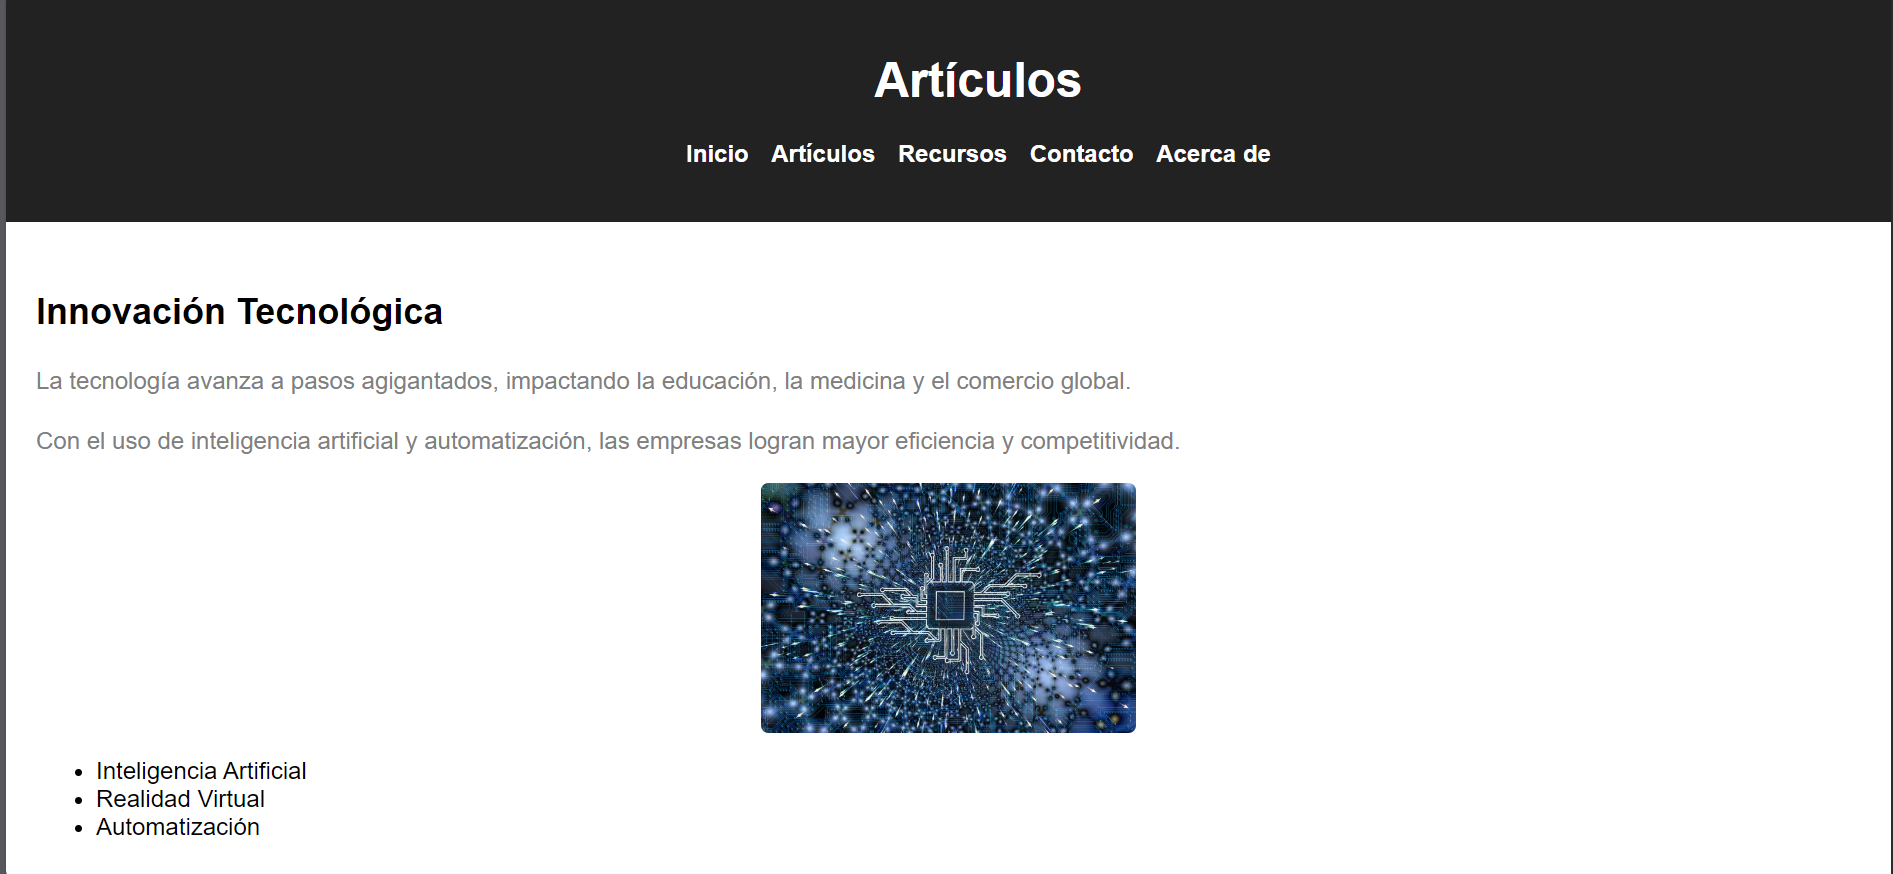 Artículos
Inicio Artículos Recursos Contacto Acerca de
Innovación Tecnológica
La tecnología avanza a pasos agigantados, impactando la educación, la medicina y el comercio global.
Con el uso de inteligencia artificial y automatización, las empresas logran mayor eficiencia y competitividad.
• Inteligencia Artificial
• Realidad Virtual
• Automatización